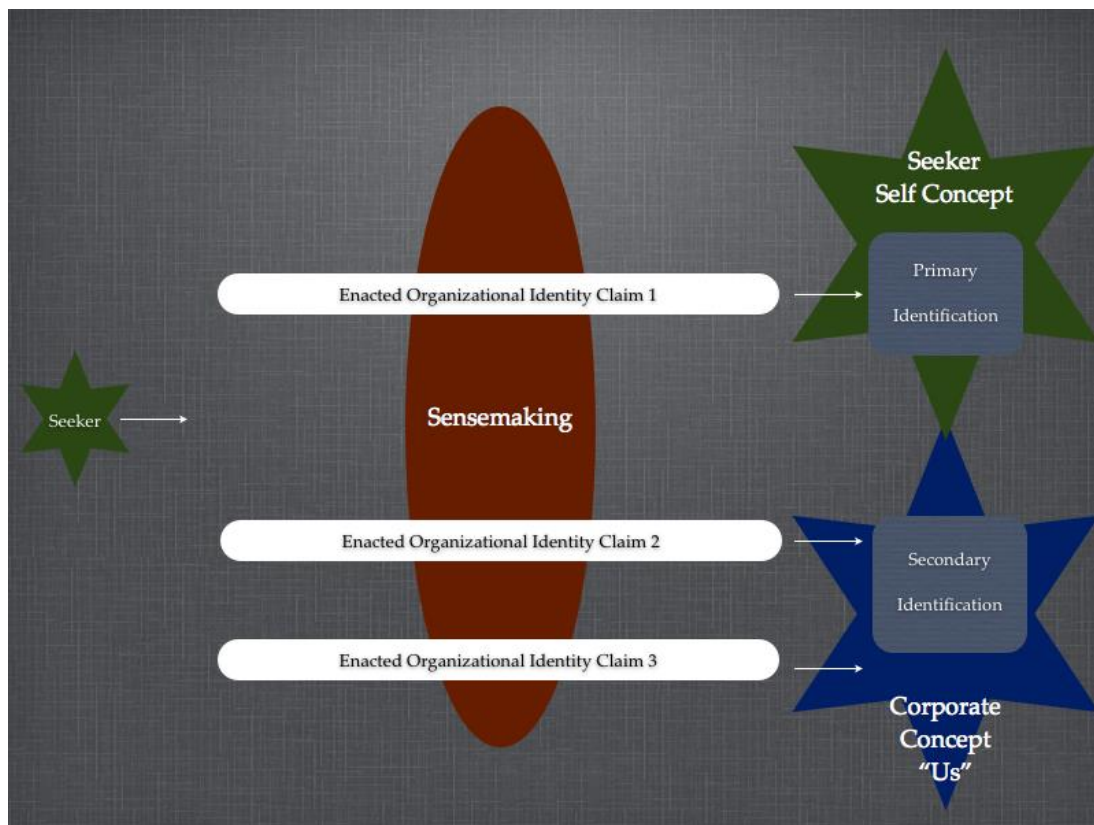 Seeker
Self Concept
Primary
Identification
Enacted Organizational Identity Claim 1
Seeker
Sensemaking
Enacted Organizational Identity Claim 2
Secondary
Identification
Enacted Organizational Identity Claim 3
Corporate
Concept
“Us”